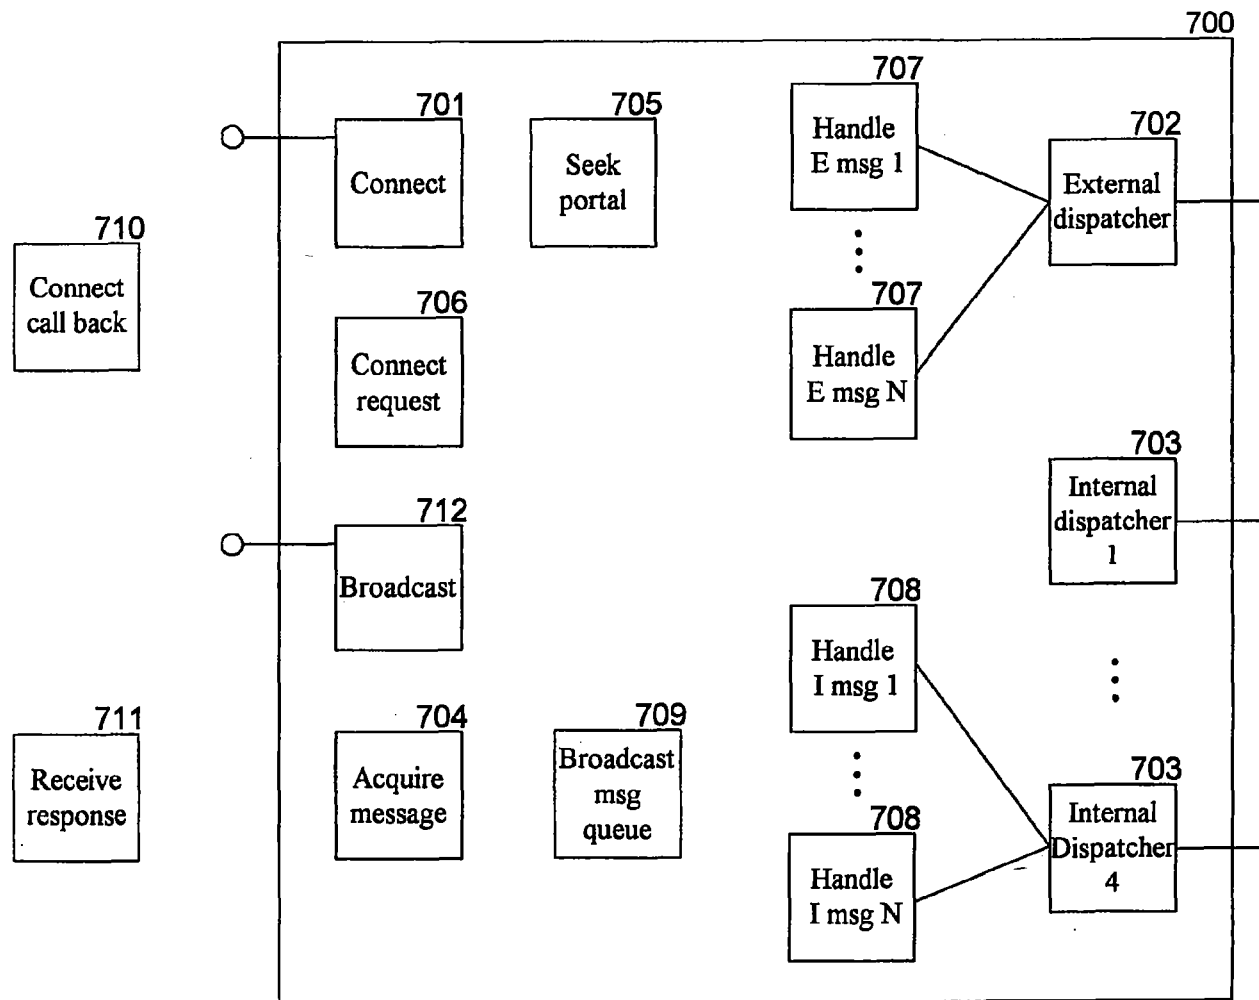 700
701
Connect
705
Seek
portal
707
Handle
E msg 1
702
External
dispatcher
710
Connect
call back
706
Connect
request
707
Handle
E msg N
703
Internal
dispatcher
1
712
Broadcast
708
Handle
I msg 1
711
Receive
response
704
Acquire
message
709
Broadcast
msg
queue
708
Handle
I msg N
703
Internal
Dispatcher
4